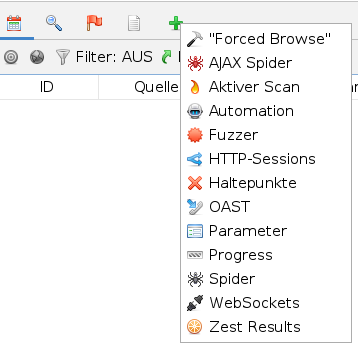 Filter: AUS
ID
Quelle
"Forced Browse"
AJAX Spider
Aktiver Scan
Automation
Fuzzer
HTTP-Sessions
Haltepunkte
OAST
Parameter
Progress
Spider
WebSockets
Zest Results